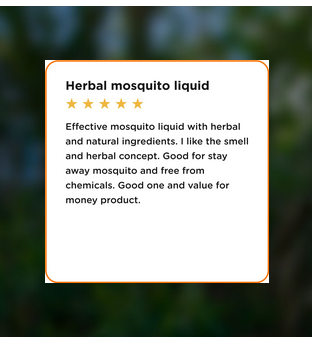 Herbal mosquito liquid
Effective mosquito liquid with herbal
and natural ingredients. I like the smell
and herbal concept. Good for stay
away mosquito and free from
chemicals. Good one and value for
money product.